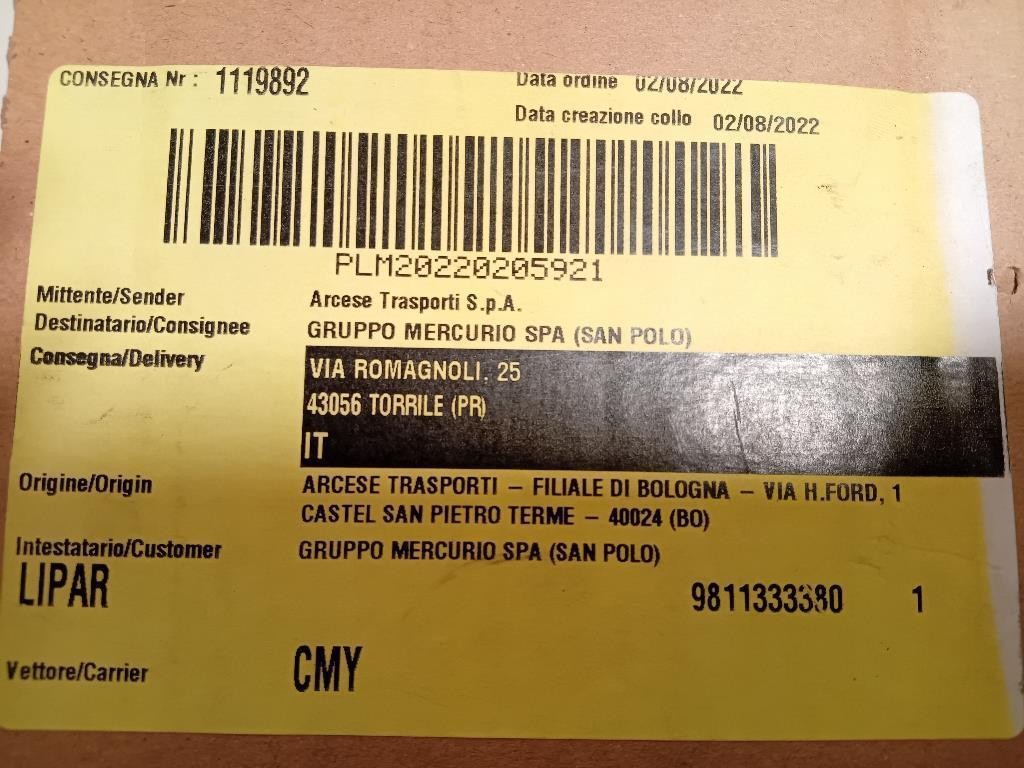 CONSEGNA Nr : 1119892 Data ordine 02/08/2022
Data creazione collo 02/08/2022
PLM20220205921
Mittente/Sender Arcese Trasporti S.p.A.
Destinatario/Consignee GRUPPO MERCURIO SPA (SAN POLO)
Consegna/Delivery VIA ROMAGNOLI, 25
43056 TORRILE (PR)
IT
Origine/Origin ARCESE TRASPORTI – FILIALE DI BOLOGNA – VIA H.FORD, 1
CASTEL SAN PIETRO TERME – 40024 (BO)
Intestatario/Customer GRUPPO MERCURIO SPA (SAN POLO)
LIPAR 9811333380 1
Vettore/Carrier CMY